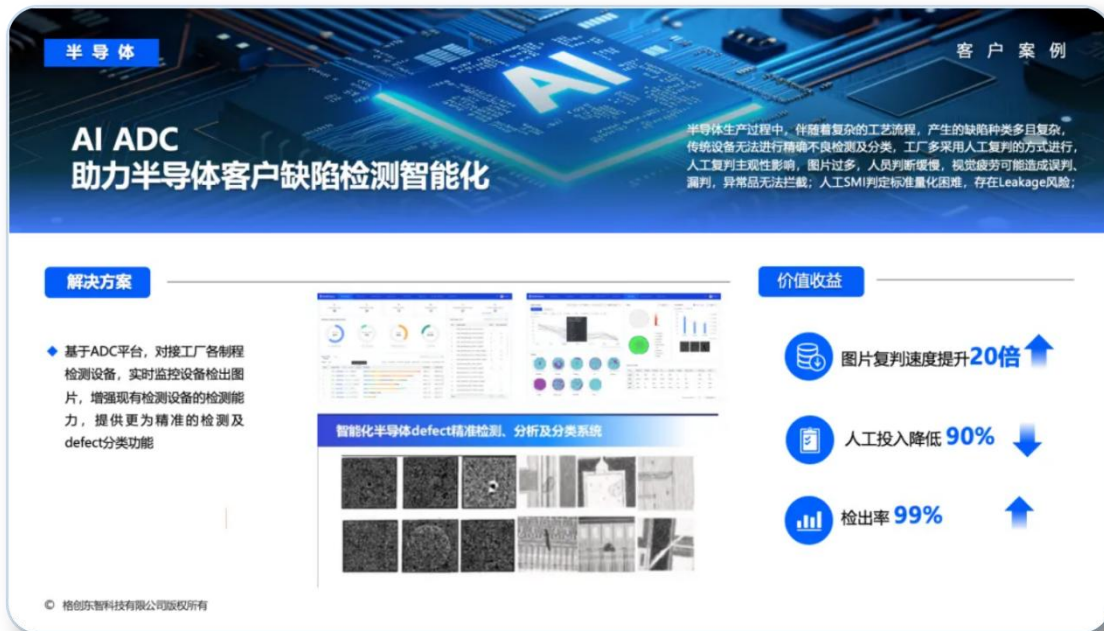 半导体
客户案例
AI
AI ADC
助力半导体客户缺陷检测智能化
半导体生产过程中，伴随着复杂的工艺流程，产生的缺陷种类多且复杂，
传统设备无法进行精确不良检测及分类，工厂多采用人工复判的方式进行，
人工复判主观性影响，图片过多，人员判断缓慢，视觉疲劳可能造成误判、
漏判，异常品无法拦截；人工SMI判定标准量化困难，存在Leakage风险；
解决方案
基于ADC平台，对接工厂各制程
检测设备，实时监控设备检出图
片，增强现有检测设备的检测能
力，提供更为精准的检测及
defect分类功能
智能化半导体defect精准检测、分析及分类系统
价值收益
图片复判速度提升20倍
人工投入降低 90%
检出率 99%
© 格创东智科技有限公司版权所有